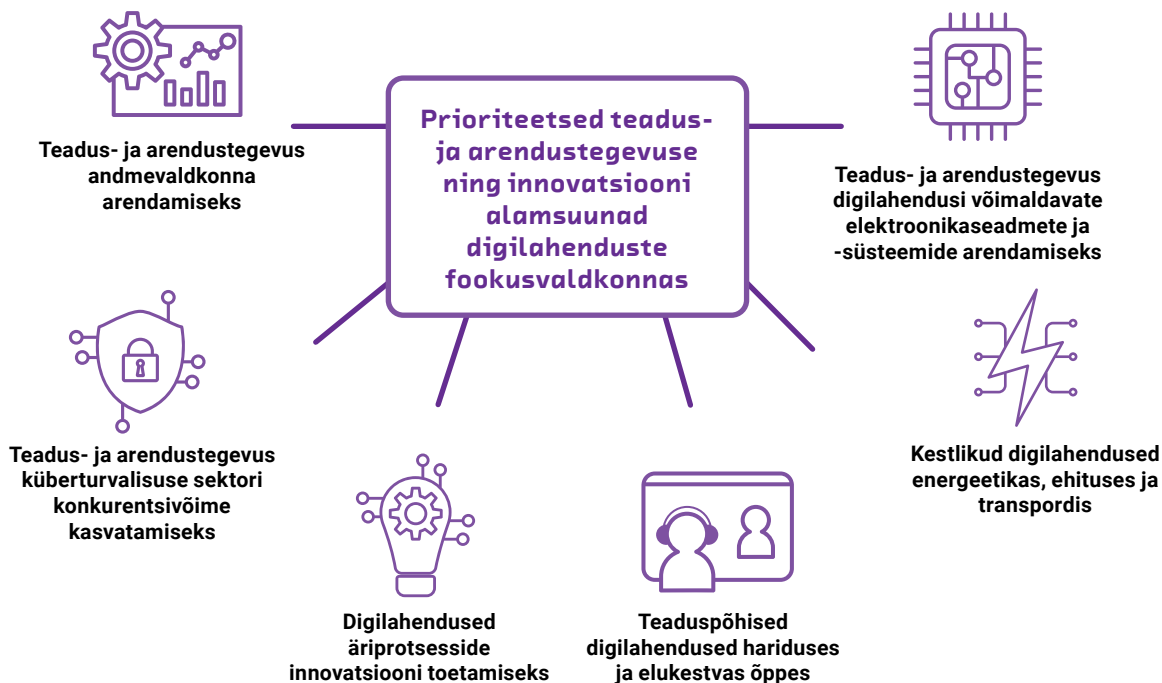 Prioriteetsed teadus-
ja arendustegevuse
ning innovatsiooni
alamsuunad
digilahenduste
fookusvaldkonnas
Teadus- ja arendustegevus
andmevaldkonna
arendamiseks
Teadus- ja arendustegevus
digilahendusi võimaldavate
elektroonikaseadmete ja
-süsteemide arendamiseks
Teadus- ja arendustegevus
küberturvalisuse sektori
konkurentsivõime
kasvatamiseks
Kestlikud digilahendused
energeetikas, ehituses ja
transpordis
Digilahendused
äriprotsesside
innovatsiooni toetamiseks
Teaduspõhised
digilahendused hariduses
ja elukestvas õppes